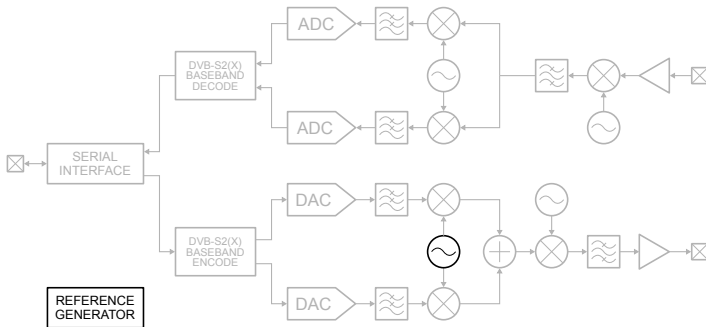 ADC
DVB-S2(X)
BASEBAND
DECODE
ADC
SERIAL
INTERFACE
DAC
DVB-S2(X)
BASEBAND
ENCODE
DAC
REFERENCE
GENERATOR